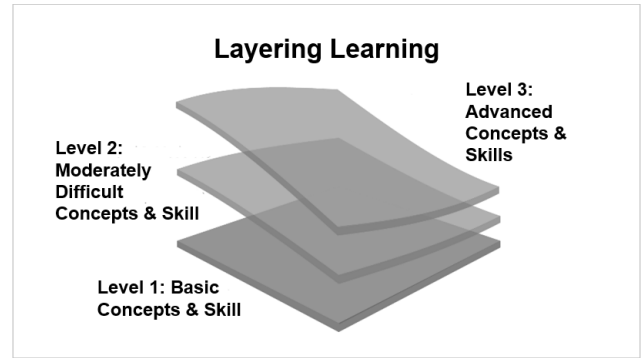 Layering Learning
Level 3:
Advanced
Concepts &
Skills
Level 2:
Moderately
Difficult
Concepts & Skill
Level 1: Basic
Concepts & Skill